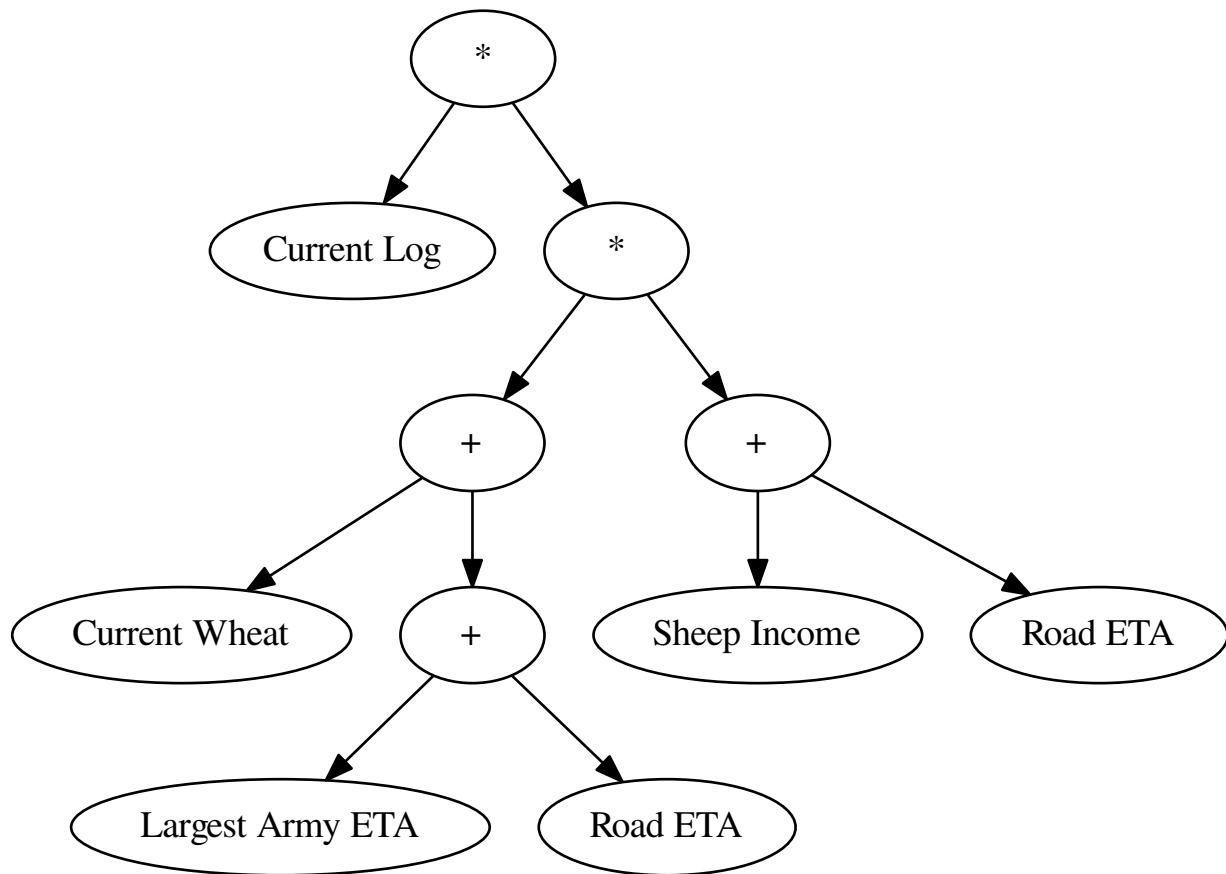 *
Current Log
*
+
+
Current Wheat
+
Sheep Income
Road ETA
Largest Army ETA
Road ETA